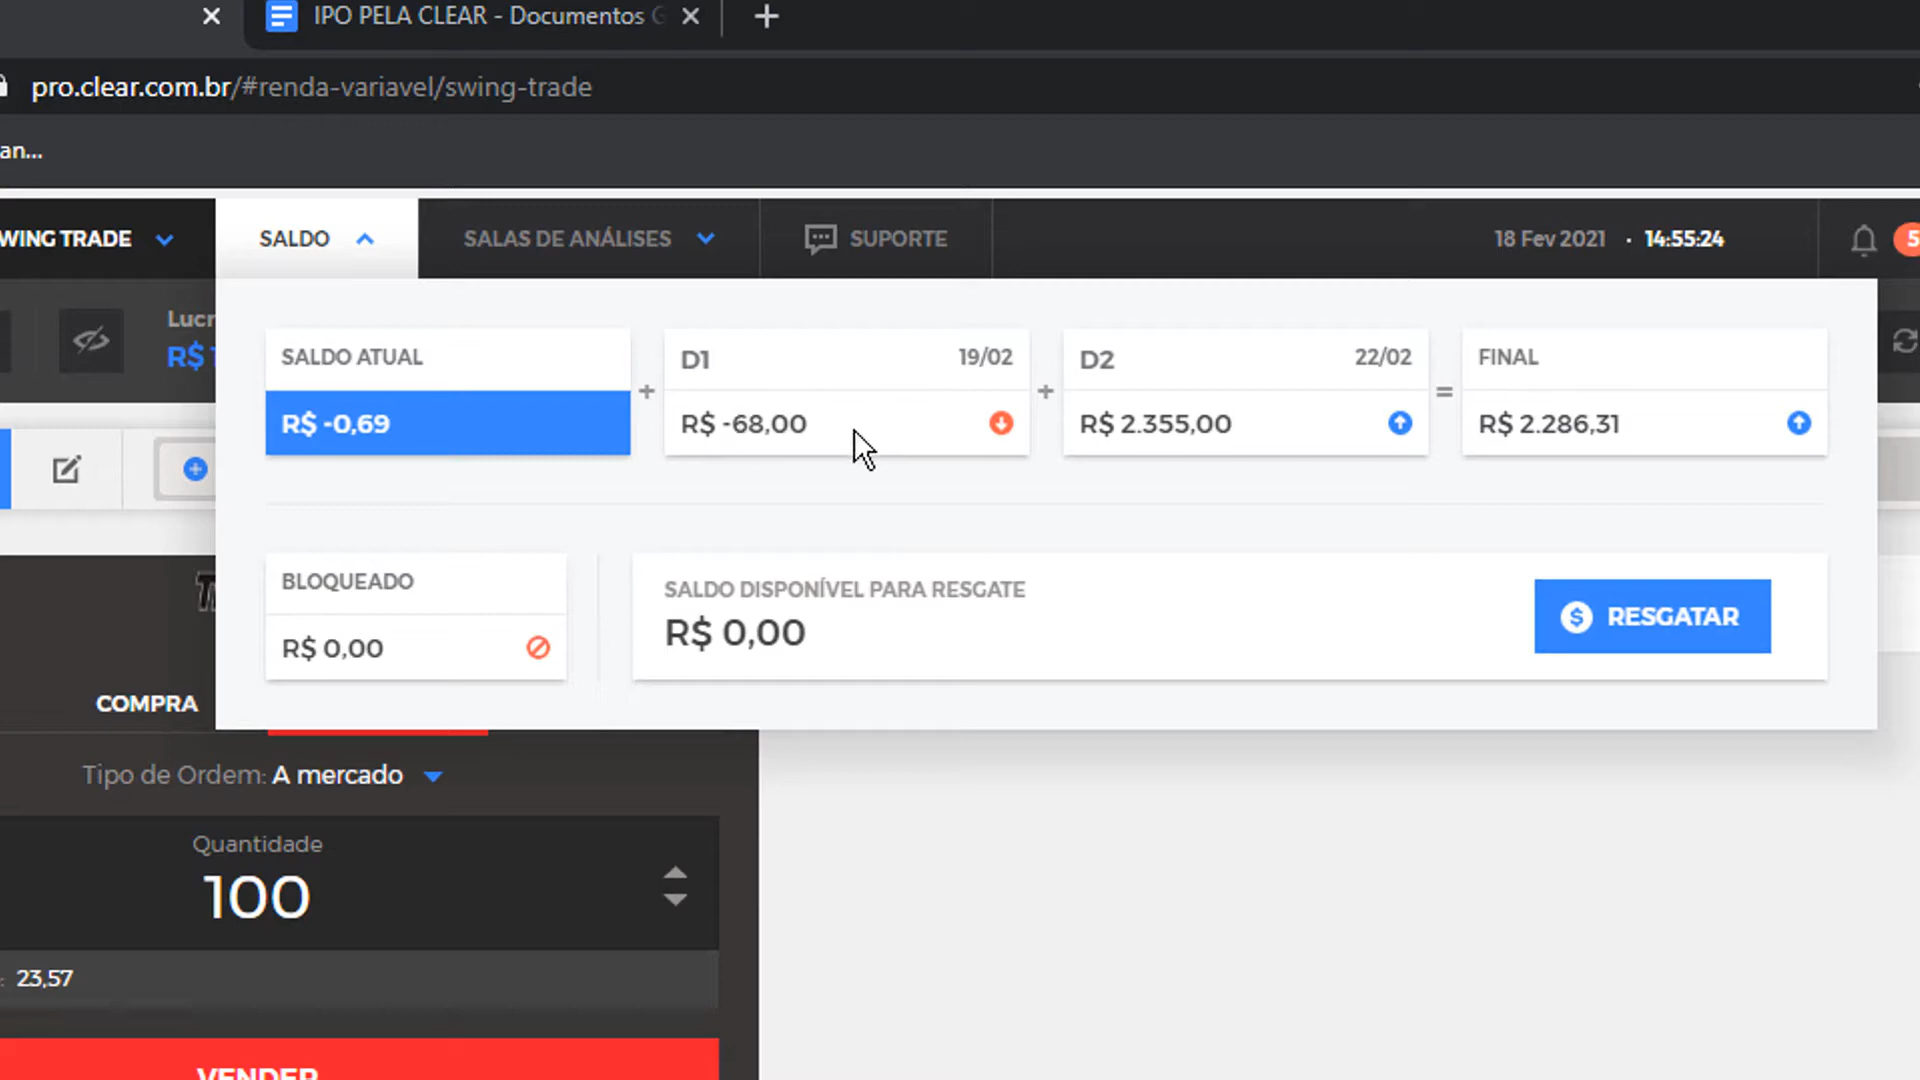 IPO PELA CLEAR - Documentos G
pro.clear.com.br/#renda-variavel/swing-trade
an...
WING TRADE
SALDO
SALAS DE ANÁLISES
SUPORTE
18 Fev 2021 · 14:55:24
5
Lucr
R$ 1
SALDO ATUAL
R$ -0,69
+
D1 19/02
R$ -68,00
+
D2 22/02
R$ 2.355,00
=
FINAL
R$ 2.286,31
BLOQUEADO
R$ 0,00
SALDO DISPONÍVEL PARA RESGATE
R$ 0,00
RESGATAR
COMPRA
Tipo de Ordem: A mercado
Quantidade
100
: 23,57
VENDER